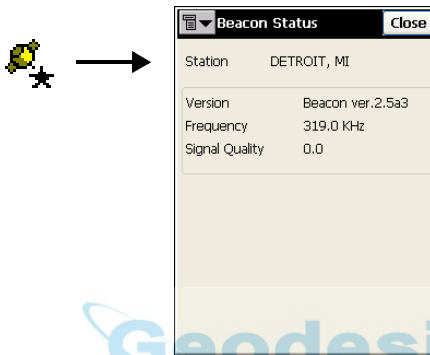 Beacon Status Close
Station DETROIT, MI
Version Beacon ver.2.5a3
Frequency 319.0 KHz
Signal Quality 0.0
Geodesi